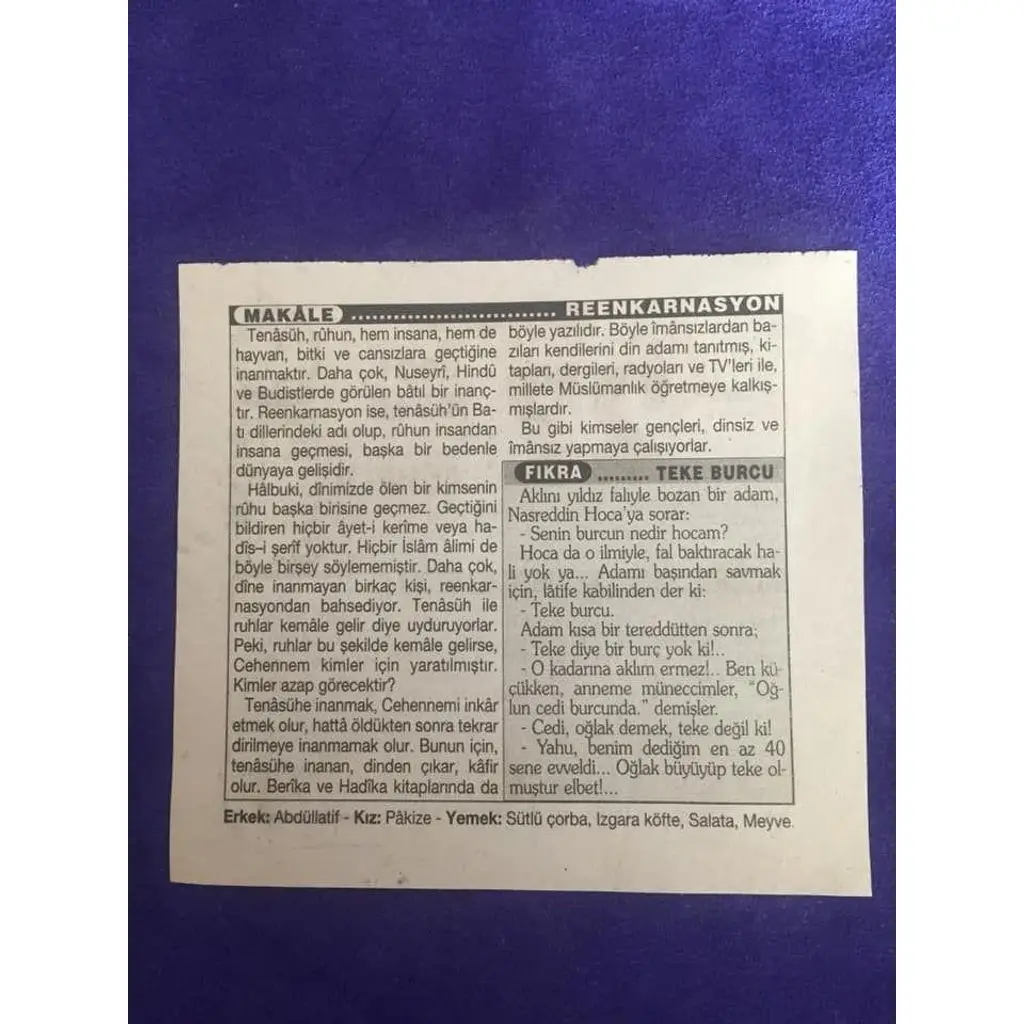 MAKÂLE .............................. REENKARNASYON
Tenâsüh, rûhun, hem insana, hem de
hayvan, bitki ve cansızlara geçtiğine
inanmaktır. Daha çok, Nuseyrî, Hindû
ve Budistlerde görülen bâtıl bir inanç-
tır. Reenkarnasyon ise, tenâsüh'ün Ba-
tı dillerindeki adı olup, rûhun insandan
insana geçmesi, başka bir bedenle
dünyaya gelişidir.
Hâlbuki, dînimizde ölen bir kimsenin
rûhu başka birisine geçmez. Geçtiğini
bildiren hiçbir âyet-i kerîme veya ha-
dîs-i şerîf yoktur. Hiçbir İslâm âlimi de
böyle birşey söylememiştir. Daha çok,
dîne inanmayan birkaç kişi, reenkar-
nasyondan bahsediyor. Tenâsüh ile
ruhlar kemâle gelir diye uyduruyorlar.
Peki, ruhlar bu şekilde kemâle gelirse,
Cehennem kimler için yaratılmıştır.
Kimler azap görecektir?
Tenâsühe inanmak, Cehennemi inkâr
etmek olur, hattâ öldükten sonra tekrar
dirilmeye inanmamak olur. Bunun için,
tenâsühe inanan, dinden çıkar, kâfir
olur. Berîka ve Hadîka kitaplarında da
böyle yazılıdır. Böyle îmânsızlardan ba-
zıları kendilerini din adamı tanıtmış, ki-
tapları, dergileri, radyoları ve TV'leri ile,
millete Müslümanlık öğretmeye kalkış-
mışlardır.
Bu gibi kimseler gençleri, dinsiz ve
îmânsız yapmaya çalışıyorlar.
FIKRA ......... TEKE BURCU
Aklını yıldız falıyle bozan bir adam,
Nasreddin Hoca'ya sorar:
- Senin burcun nedir hocam?
Hoca da o ilmiyle, fal baktıracak ha-
li yok ya... Adamı başından savmak
için, lâtife kabilinden der ki:
- Teke burcu.
Adam kısa bir tereddütten sonra;
- Teke diye bir burç yok ki!..
- O kadarına aklım ermez!.. Ben kü-
çükken, anneme müneccimler, "Oğ-
lun cedi burcunda." demişler.
- Cedi, oğlak demek, teke değil ki!
- Yahu, benim dediğim en az 40
sene evveldi... Oğlak büyüyüp teke ol-
muştur elbet!...
Erkek: Abdüllatif - Kız: Pâkize - Yemek: Sütlü çorba, Izgara köfte, Salata, Meyve.